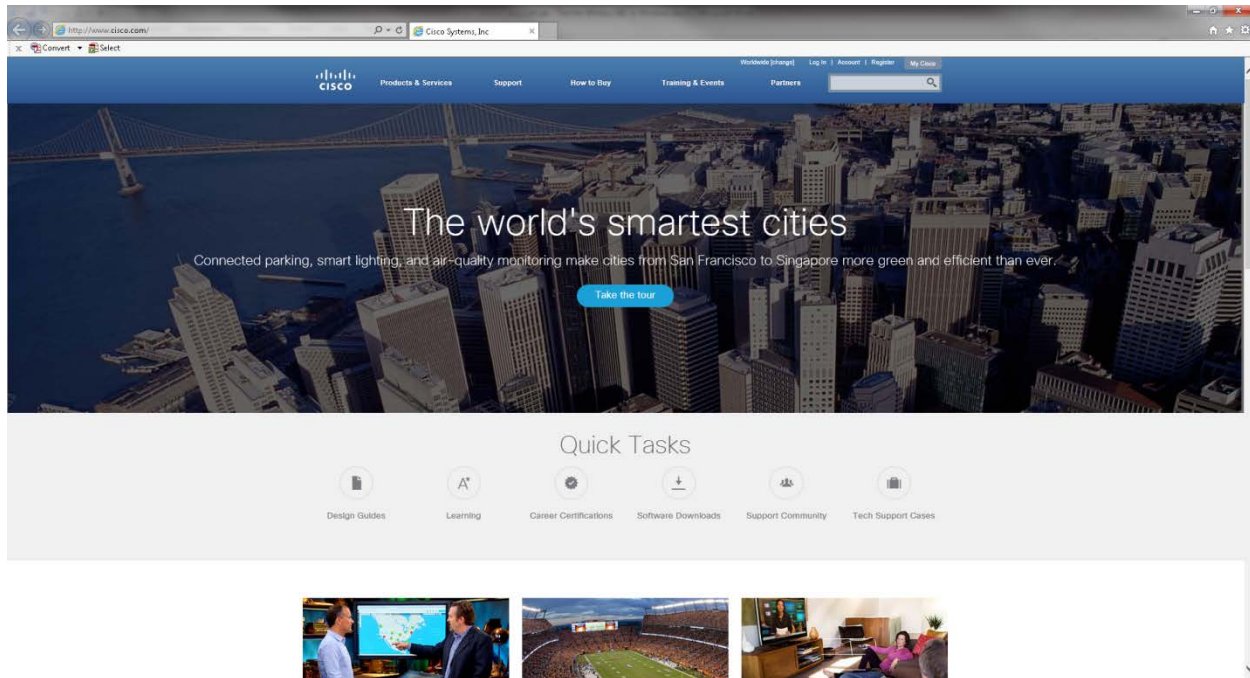 http://www.cisco.com/
Cisco Systems, Inc
Convert
Select
Worldwide [change] Log In | Account | Register My Cisco
CISCO
Products & Services Support How to Buy Training & Events Partners
The world's smartest cities
Connected parking, smart lighting, and air-quality monitoring make cities from San Francisco to Singapore more green and efficient than ever.
Take the tour
Quick Tasks
Design Guides Learning Career Certifications Software Downloads Support Community Tech Support Cases